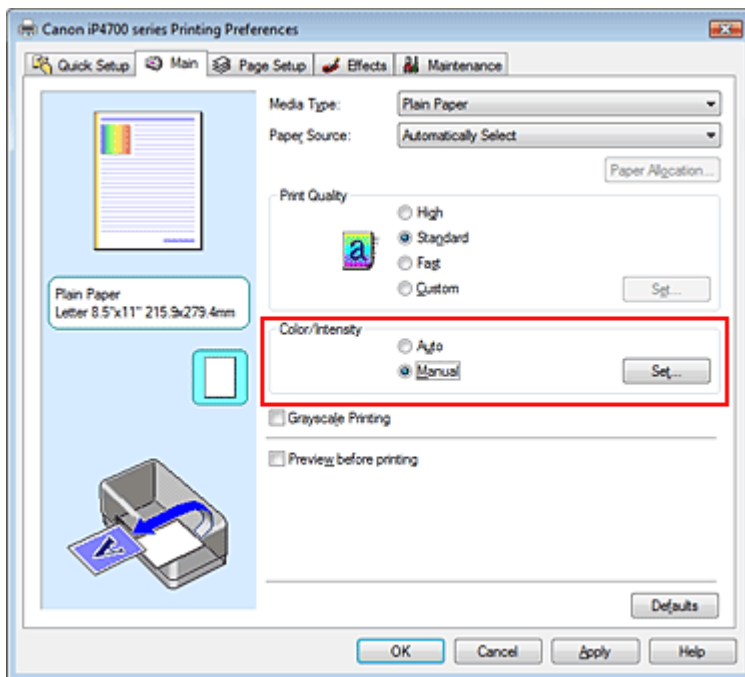 Canon iP4700 series Printing Preferences
Quick Setup Main Page Setup Effects Maintenance
Media Type: Plain Paper
Paper Source: Automatically Select
Paper Allocation...
Print Quality
High
a Standard
Fast
Custom Set...
Plain Paper
Letter 8.5"x11" 215.9x279.4mm
Color/Intensity
Auto
Manual Set...
Grayscale Printing
Preview before printing
Defaults
OK Cancel Apply Help